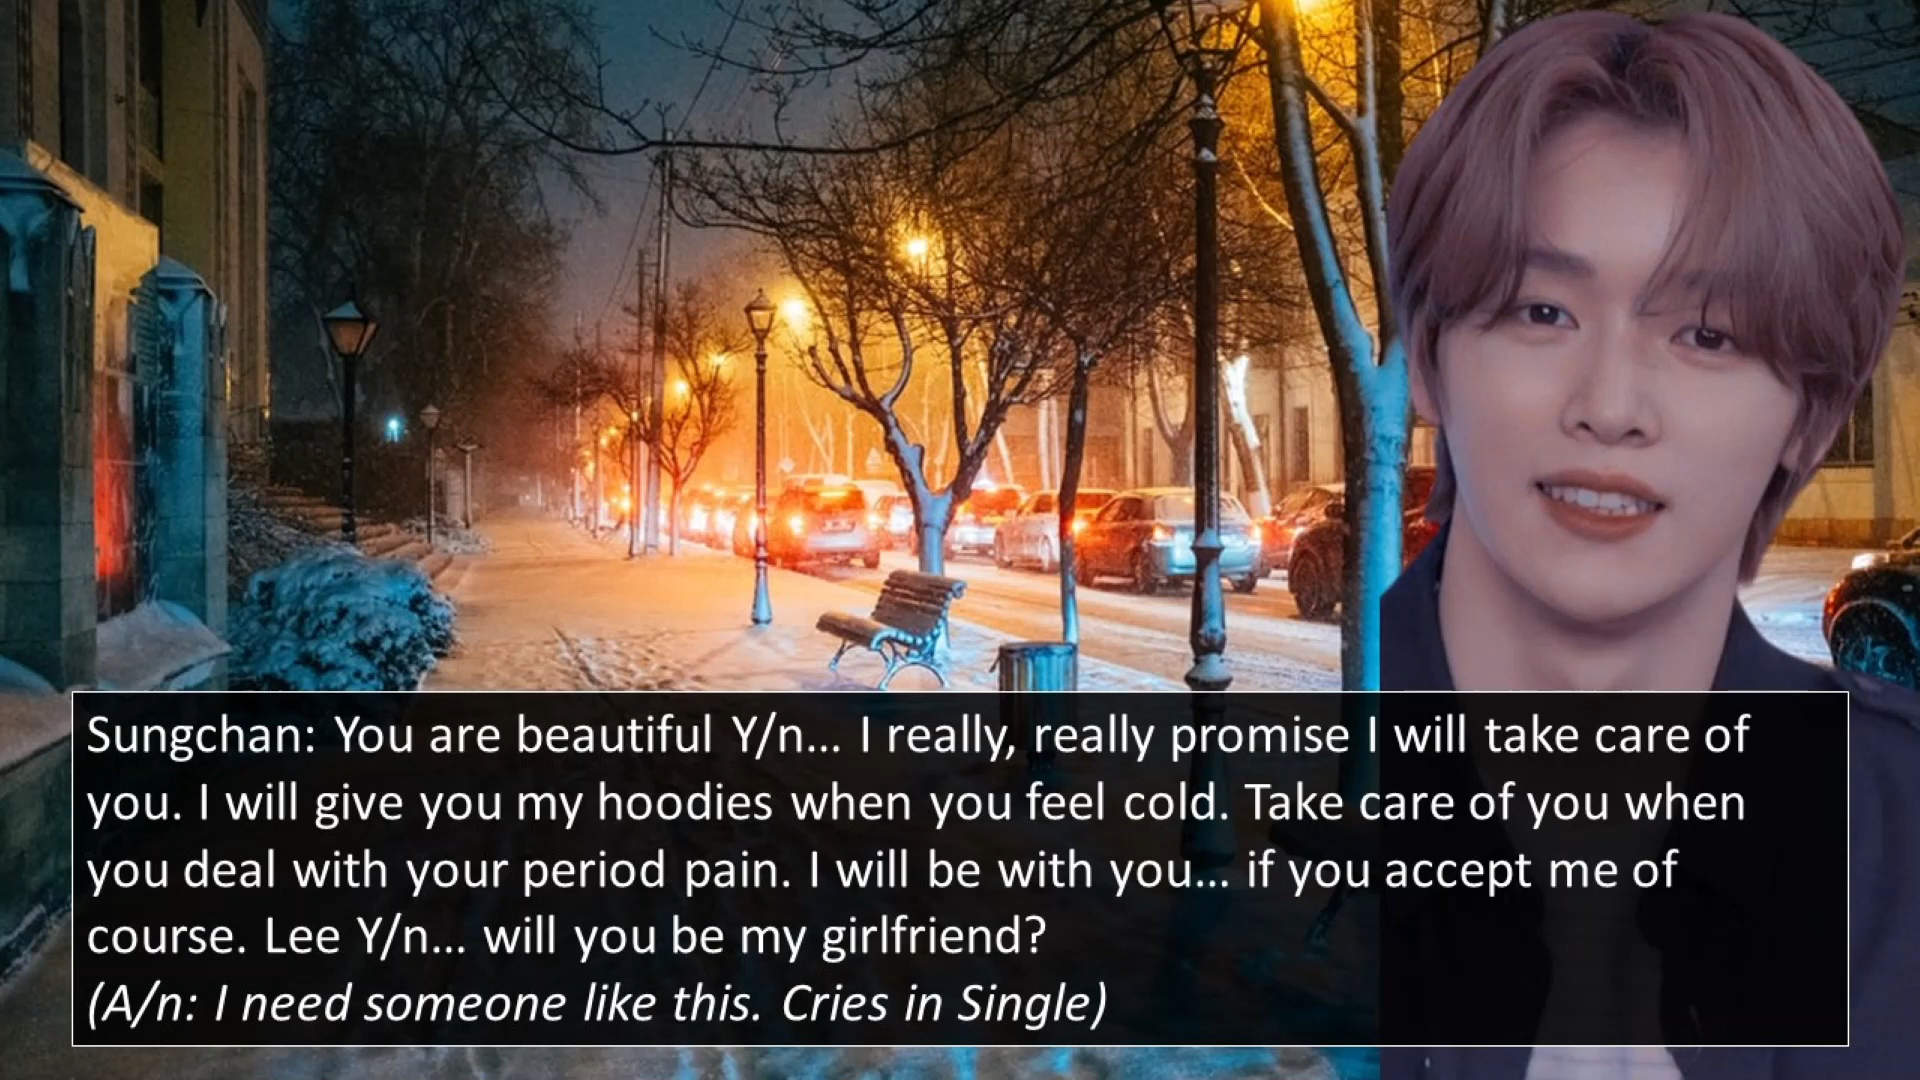 Sungchan: You are beautiful Y/n... I really, really promise I will take care of
you. I will give you my hoodies when you feel cold. Take care of you when
you deal with your period pain. I will be with you... if you accept me of
course. Lee Y/n... will you be my girlfriend?
(A/n: I need someone like this. Cries in Single)